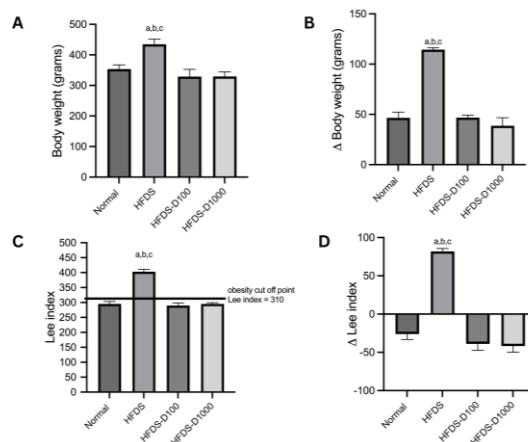 A
Body weight (grams)
500
400
300
200
100
0
a,b,c
Normal
HFDS
HFDS-D100
HFDS-D1000
B
Δ Body weight (grams)
150
100
50
0
a,b,c
Normal
HFDS
HFDS-D100
HFDS-D1000
C
Lee index
500
450
400
350
300
250
200
150
100
50
0
a,b,c
obesity cut off point
Lee index = 310
Normal
HFDS
HFDS-D100
HFDS-D1000
D
Δ Lee index
100
50
0
-50
-100
a,b,c
Normal
HFDS
HFDS-D100
HFDS-D1000